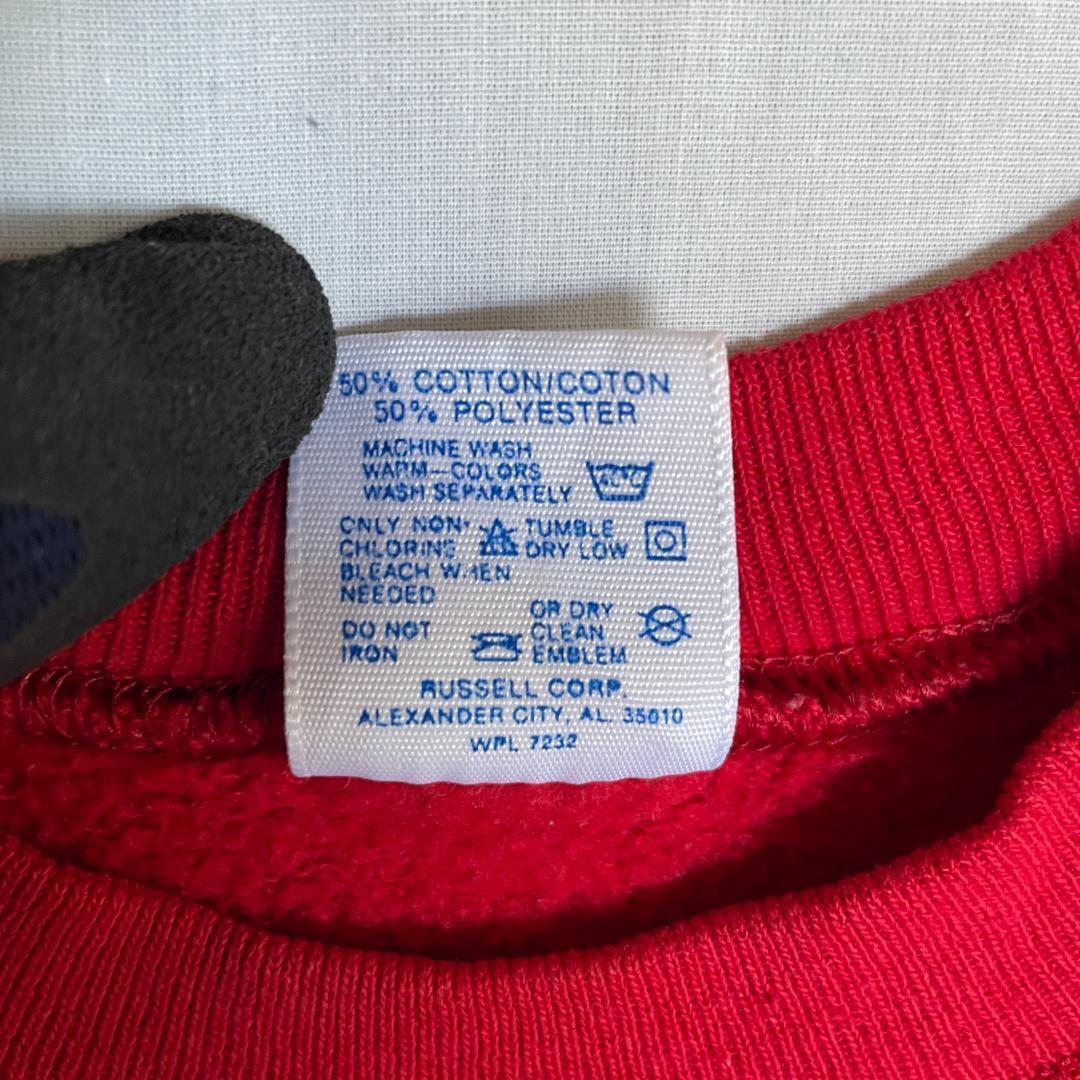 50% COTTON/COTON
50% POLYESTER
MACHINE WASH
WARM—COLORS
WASH SEPARATELY
ONLY NON-
CHLORINE
BLEACH WHEN
NEEDED
TUMBLE
DRY LOW
DO NOT
IRON
OR DRY
CLEAN
EMBLEM
RUSSELL CORP.
ALEXANDER CITY, AL. 35010
WPL 7232